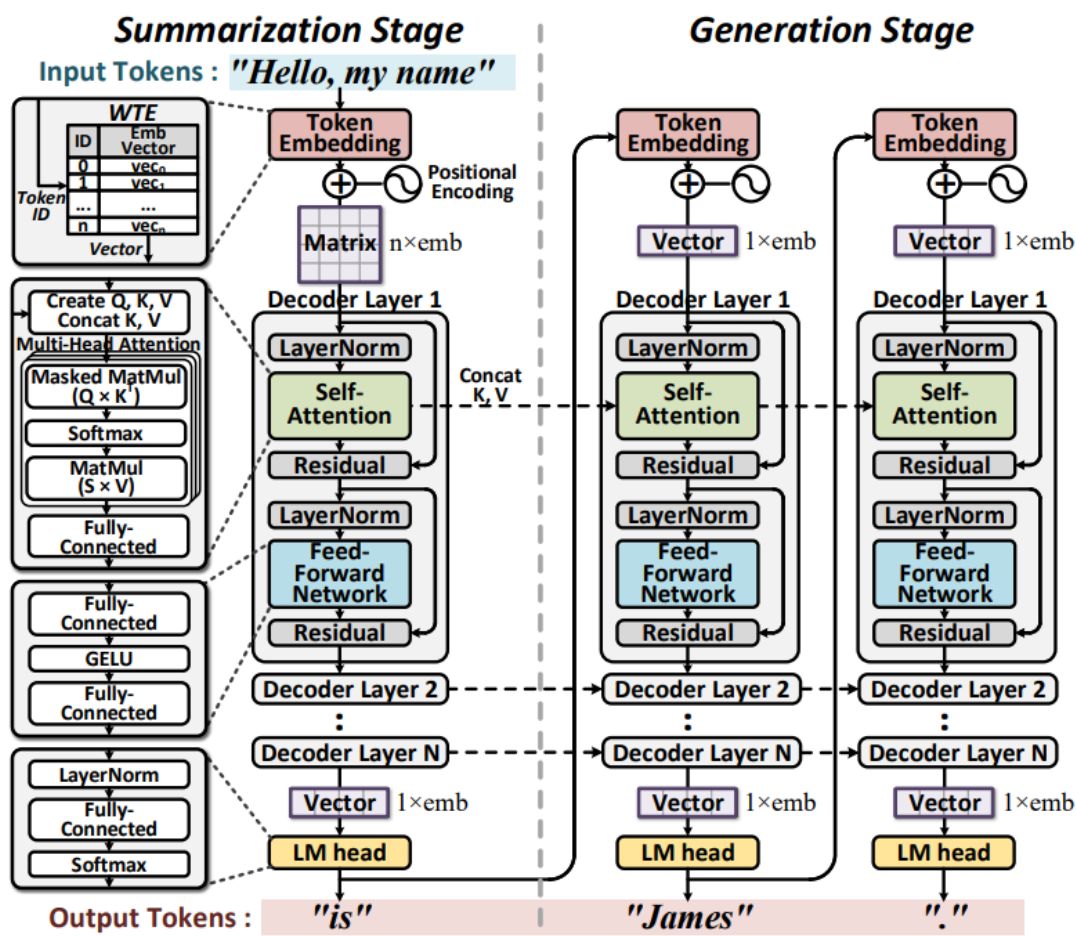 Summarization Stage
Generation Stage
Input Tokens : "Hello, my name"
WTE
ID
Emb
Vector
0
vec₀
1
vec₁
...
...
n
vecₙ
Token
ID
Vector
Create Q, K, V
Concat K, V
Multi-Head Attention
Masked MatMul
(Q × Kᵀ)
Softmax
MatMul
(S × V)
Fully-
Connected
Fully-
Connected
GELU
Fully-
Connected
LayerNorm
Fully-
Connected
Softmax
Token
Embedding
Positional
Encoding
Matrix n×emb
Decoder Layer 1
LayerNorm
Self-
Attention
Residual
LayerNorm
Feed-
Forward
Network
Residual
Decoder Layer 2
:
Decoder Layer N
Vector 1×emb
LM head
Concat
K, V
Token
Embedding
Vector 1×emb
Decoder Layer 1
LayerNorm
Self-
Attention
Residual
LayerNorm
Feed-
Forward
Network
Residual
Decoder Layer 2
:
Decoder Layer N
Vector 1×emb
LM head
Token
Embedding
Vector 1×emb
Decoder Layer 1
LayerNorm
Self-
Attention
Residual
LayerNorm
Feed-
Forward
Network
Residual
Decoder Layer 2
:
Decoder Layer N
Vector 1×emb
LM head
Output Tokens : "is" "James" "."